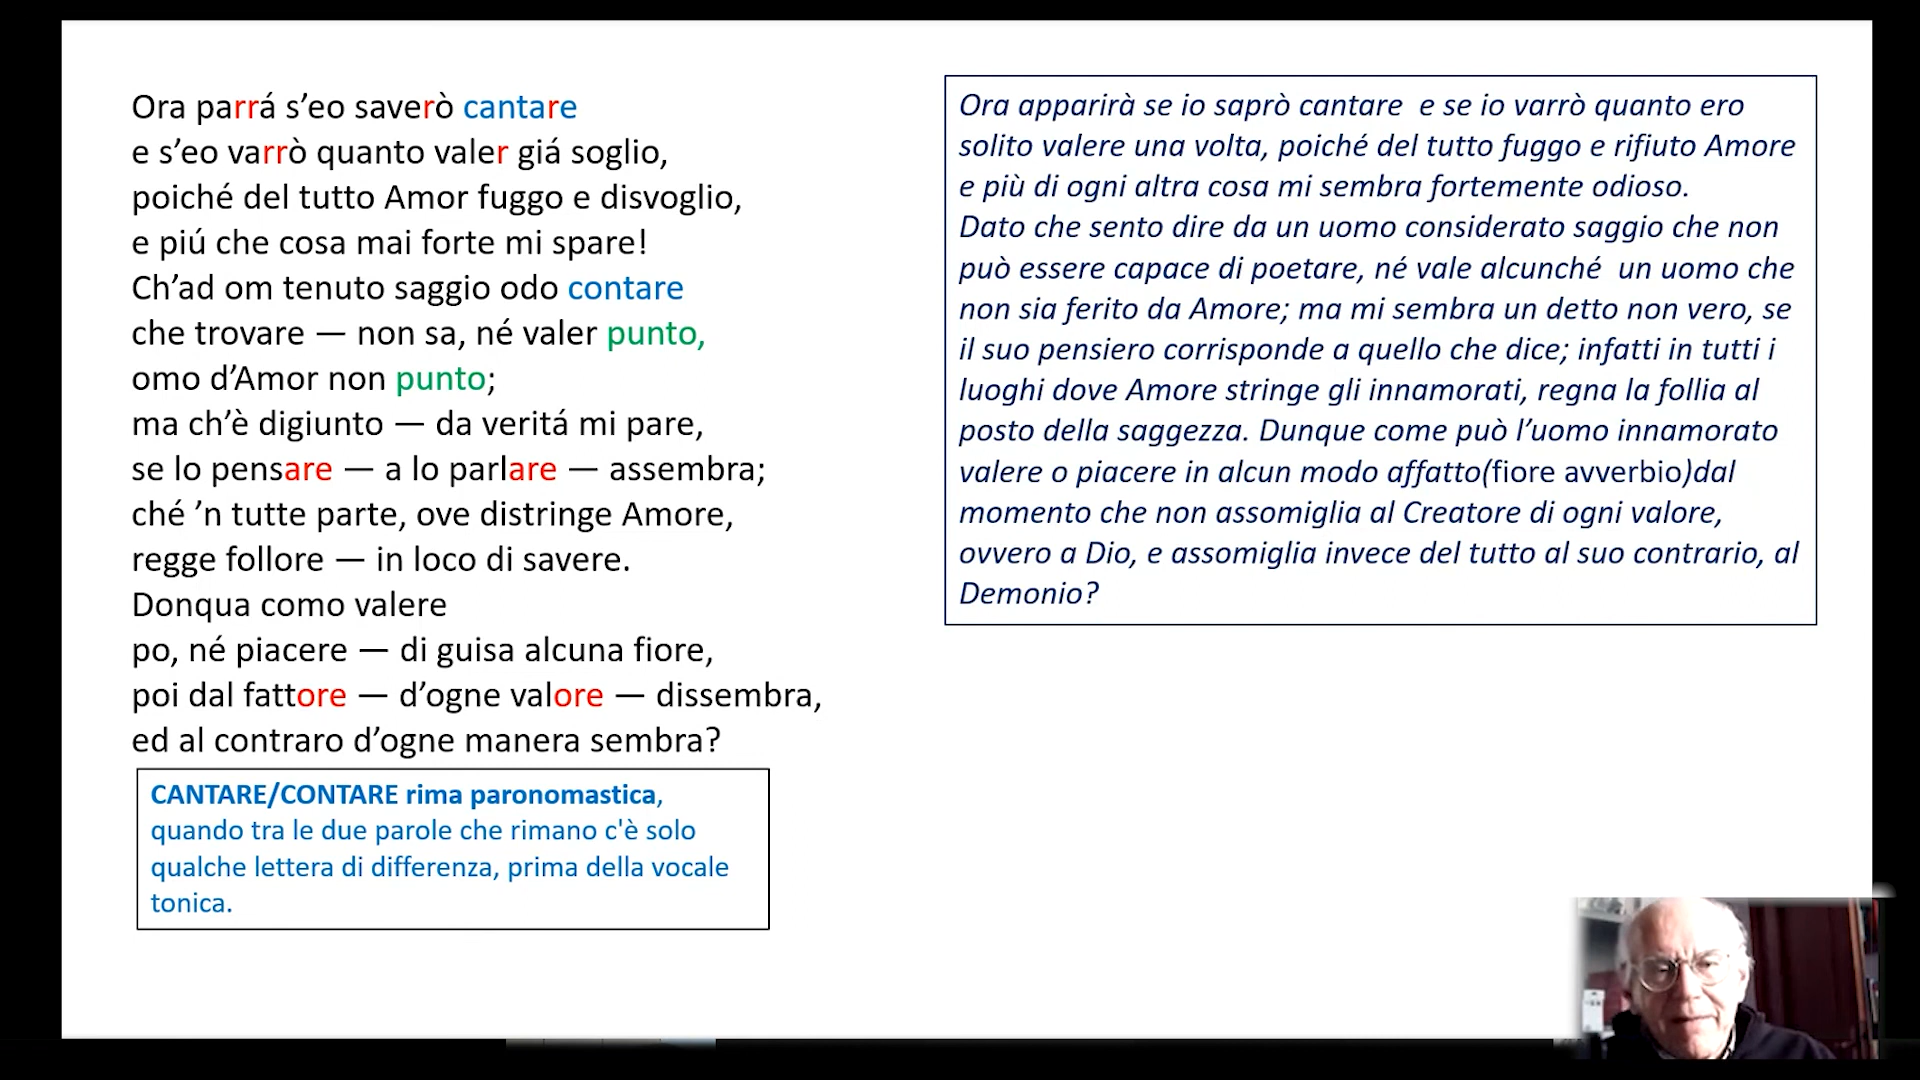 Ora parrá s’eo saverò cantare
e s’eo varrò quanto valer giá soglio,
poiché del tutto Amor fuggo e disvoglio,
e piú che cosa mai forte mi spare!
Ch’ad om tenuto saggio odo contare
che trovare — non sa, né valer punto,
omo d’Amor non punto;
ma ch’è digiunto — da veritá mi pare,
se lo pensare — a lo parlare — assembra;
ché ’n tutte parte, ove distringe Amore,
regge follore — in loco di savere.
Donqua como valere
po, né piacere — di guisa alcuna fiore,
poi dal fattore — d’ogne valore — dissembra,
ed al contraro d’ogne manera sembra?
CANTARE/CONTARE rima paronomastica,
quando tra le due parole che rimano c'è solo
qualche lettera di differenza, prima della vocale
tonica.
Ora apparirà se io saprò cantare e se io varrò quanto ero
solito valere una volta, poiché del tutto fuggo e rifiuto Amore
e più di ogni altra cosa mi sembra fortemente odioso.
Dato che sento dire da un uomo considerato saggio che non
può essere capace di poetare, né vale alcunché un uomo che
non sia ferito da Amore; ma mi sembra un detto non vero, se
il suo pensiero corrisponde a quello che dice; infatti in tutti i
luoghi dove Amore stringe gli innamorati, regna la follia al
posto della saggezza. Dunque come può l’uomo innamorato
valere o piacere in alcun modo affatto(fiore avverbio)dal
momento che non assomiglia al Creatore di ogni valore,
ovvero a Dio, e assomiglia invece del tutto al suo contrario, al
Demonio?